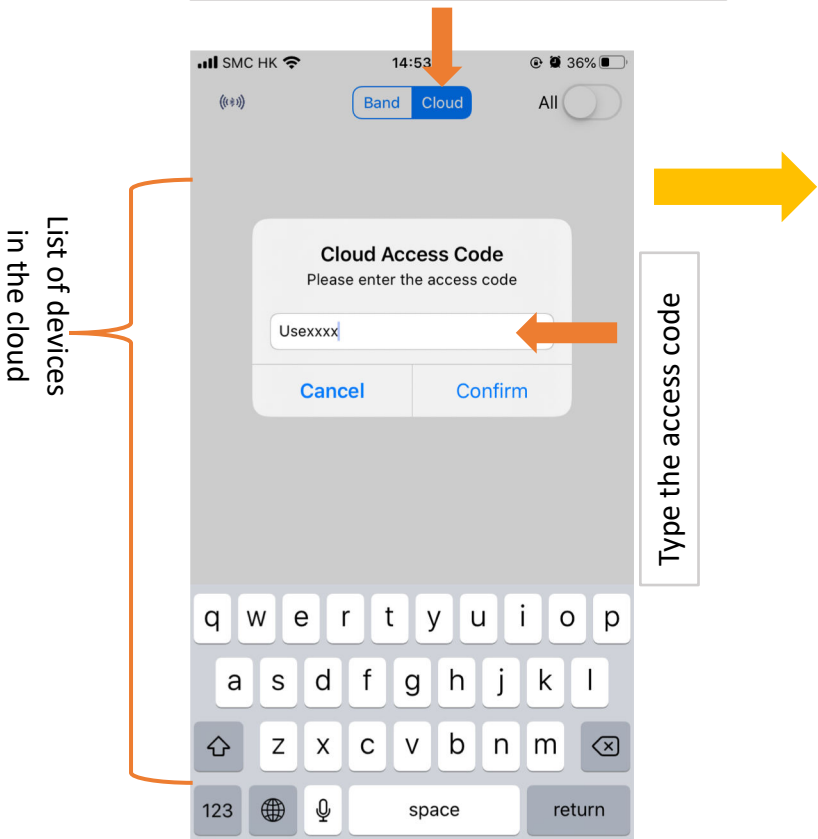 SMC HK 14:53 36%
Band Cloud All
Cloud Access Code
Please enter the access code
Usexxxx
Cancel Confirm
List of devices
in the cloud
Type the access code
q w e r t y u i o p
a s d f g h j k l
z x c v b n m
123 space return